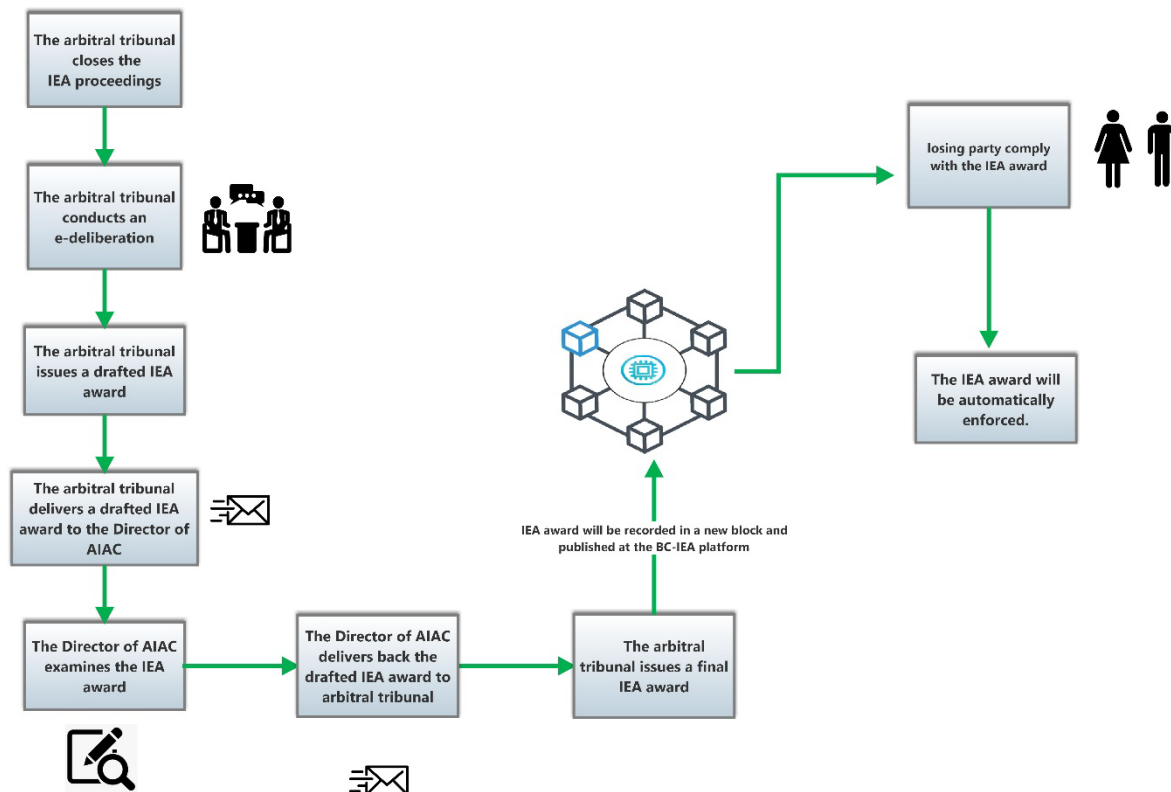 The arbitral tribunal
closes the
IEA proceedings
The arbitral tribunal
conducts an
e-deliberation
The arbitral tribunal
issues a drafted IEA
award
The arbitral tribunal
delivers a drafted IEA
award to the Director of
AIAC
The Director of AIAC
examines the IEA
award
The Director of AIAC
delivers back the
drafted IEA award to
arbitral tribunal
The arbitral
tribunal issues a final
IEA award
IEA award will be recorded in a new block and
published at the BC-IEA platform
losing party comply
with the IEA award
The IEA award will
be automatically
enforced.